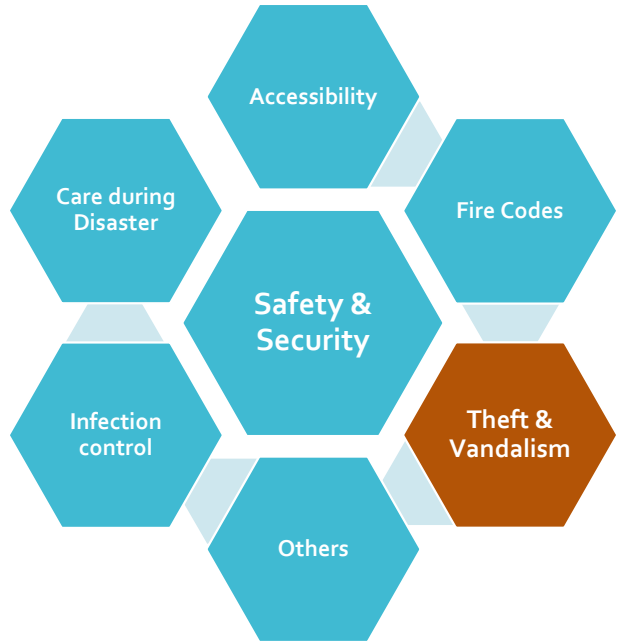 Accessibility
Care during
Disaster
Fire Codes
Safety &
Security
Infection
control
Theft &
Vandalism
Others